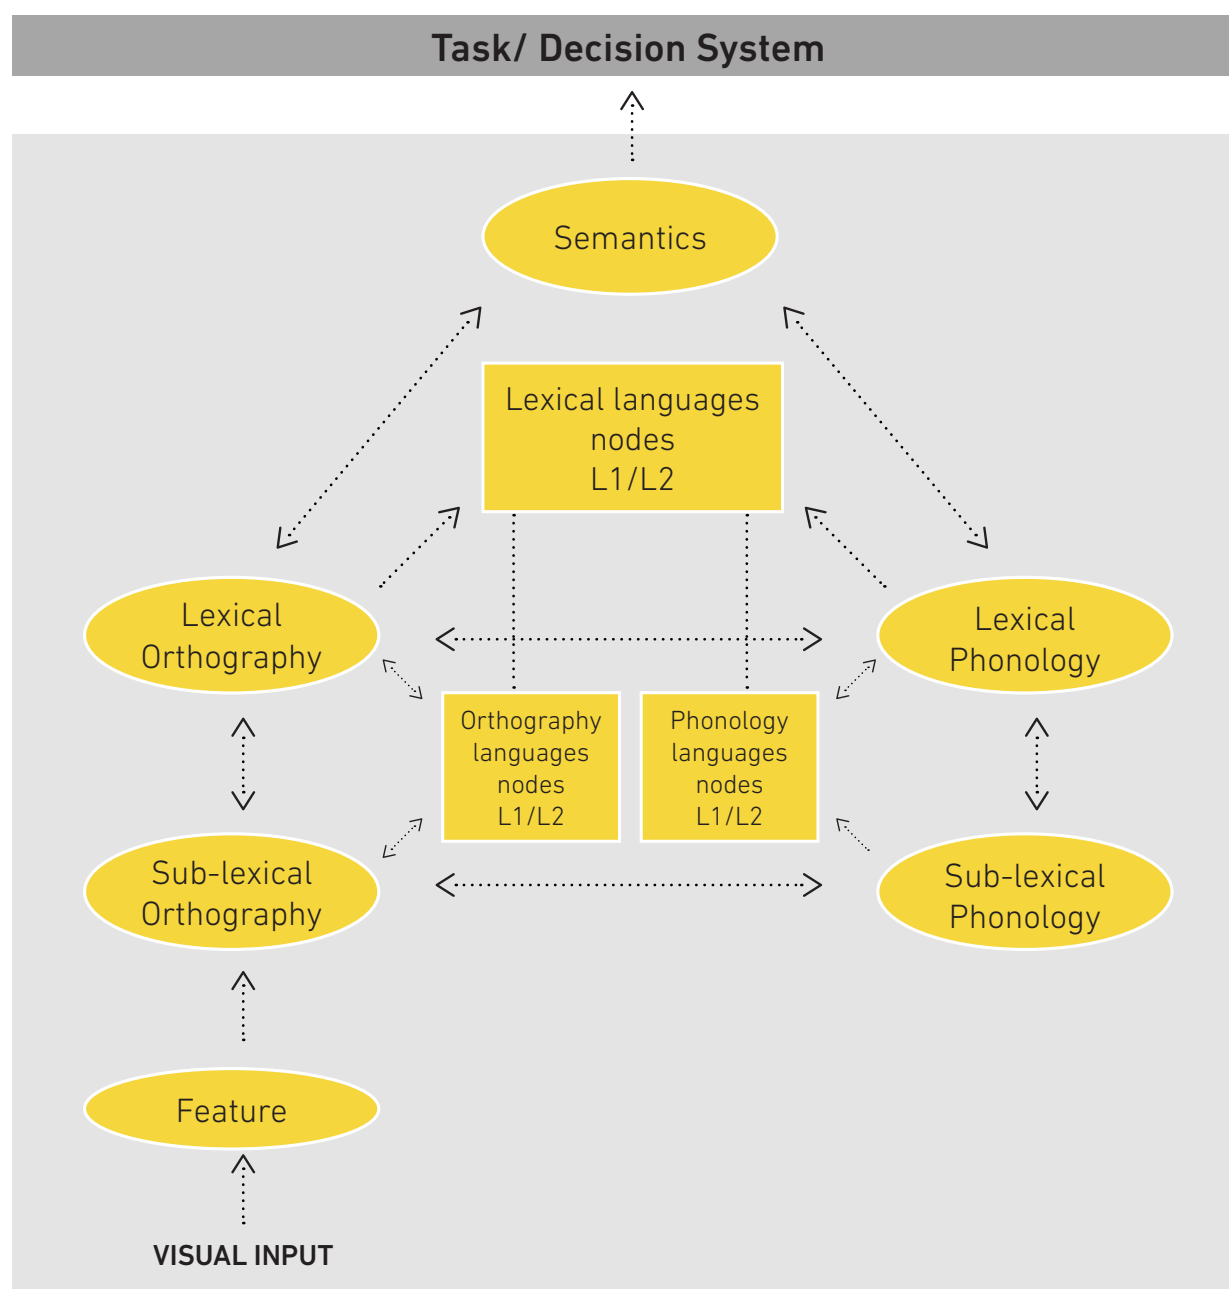 Task/ Decision System
Semantics
Lexical languages
nodes
L1/L2
Lexical
Orthography
Lexical
Phonology
Orthography
languages
nodes
L1/L2
Phonology
languages
nodes
L1/L2
Sub-lexical
Orthography
Sub-lexical
Phonology
Feature
VISUAL INPUT